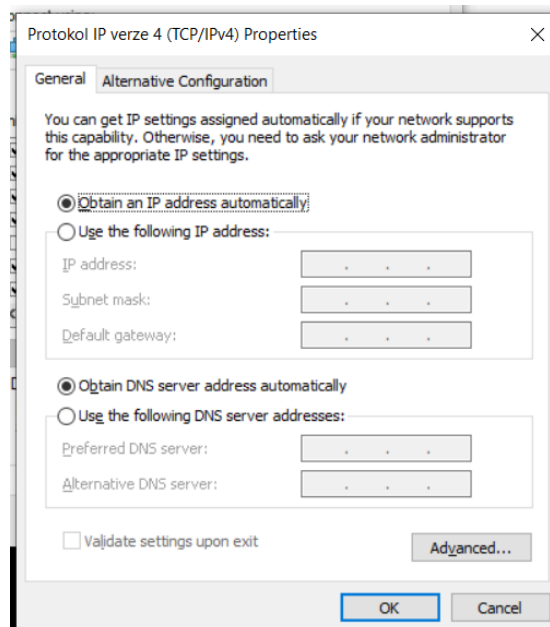 Protokol IP verze 4 (TCP/IPv4) Properties
General
Alternative Configuration
You can get IP settings assigned automatically if your network supports
this capability. Otherwise, you need to ask your network administrator
for the appropriate IP settings.
Obtain an IP address automatically
Use the following IP address:
IP address:
Subnet mask:
Default gateway:
Obtain DNS server address automatically
Use the following DNS server addresses:
Preferred DNS server:
Alternative DNS server:
Validate settings upon exit
Advanced...
OK
Cancel